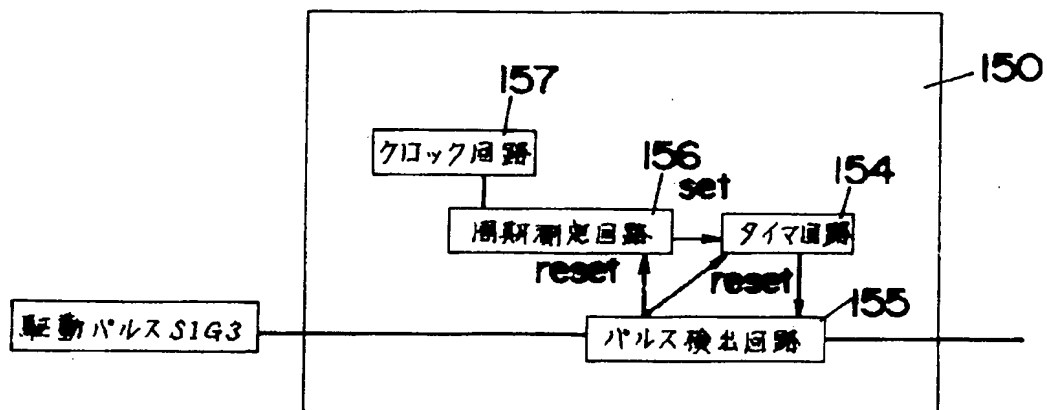 157
150
クロック回路
156
set
154
周期測定回路
タイマ回路
reset
reset
155
駆動パルスSIG3
パルス検出回路